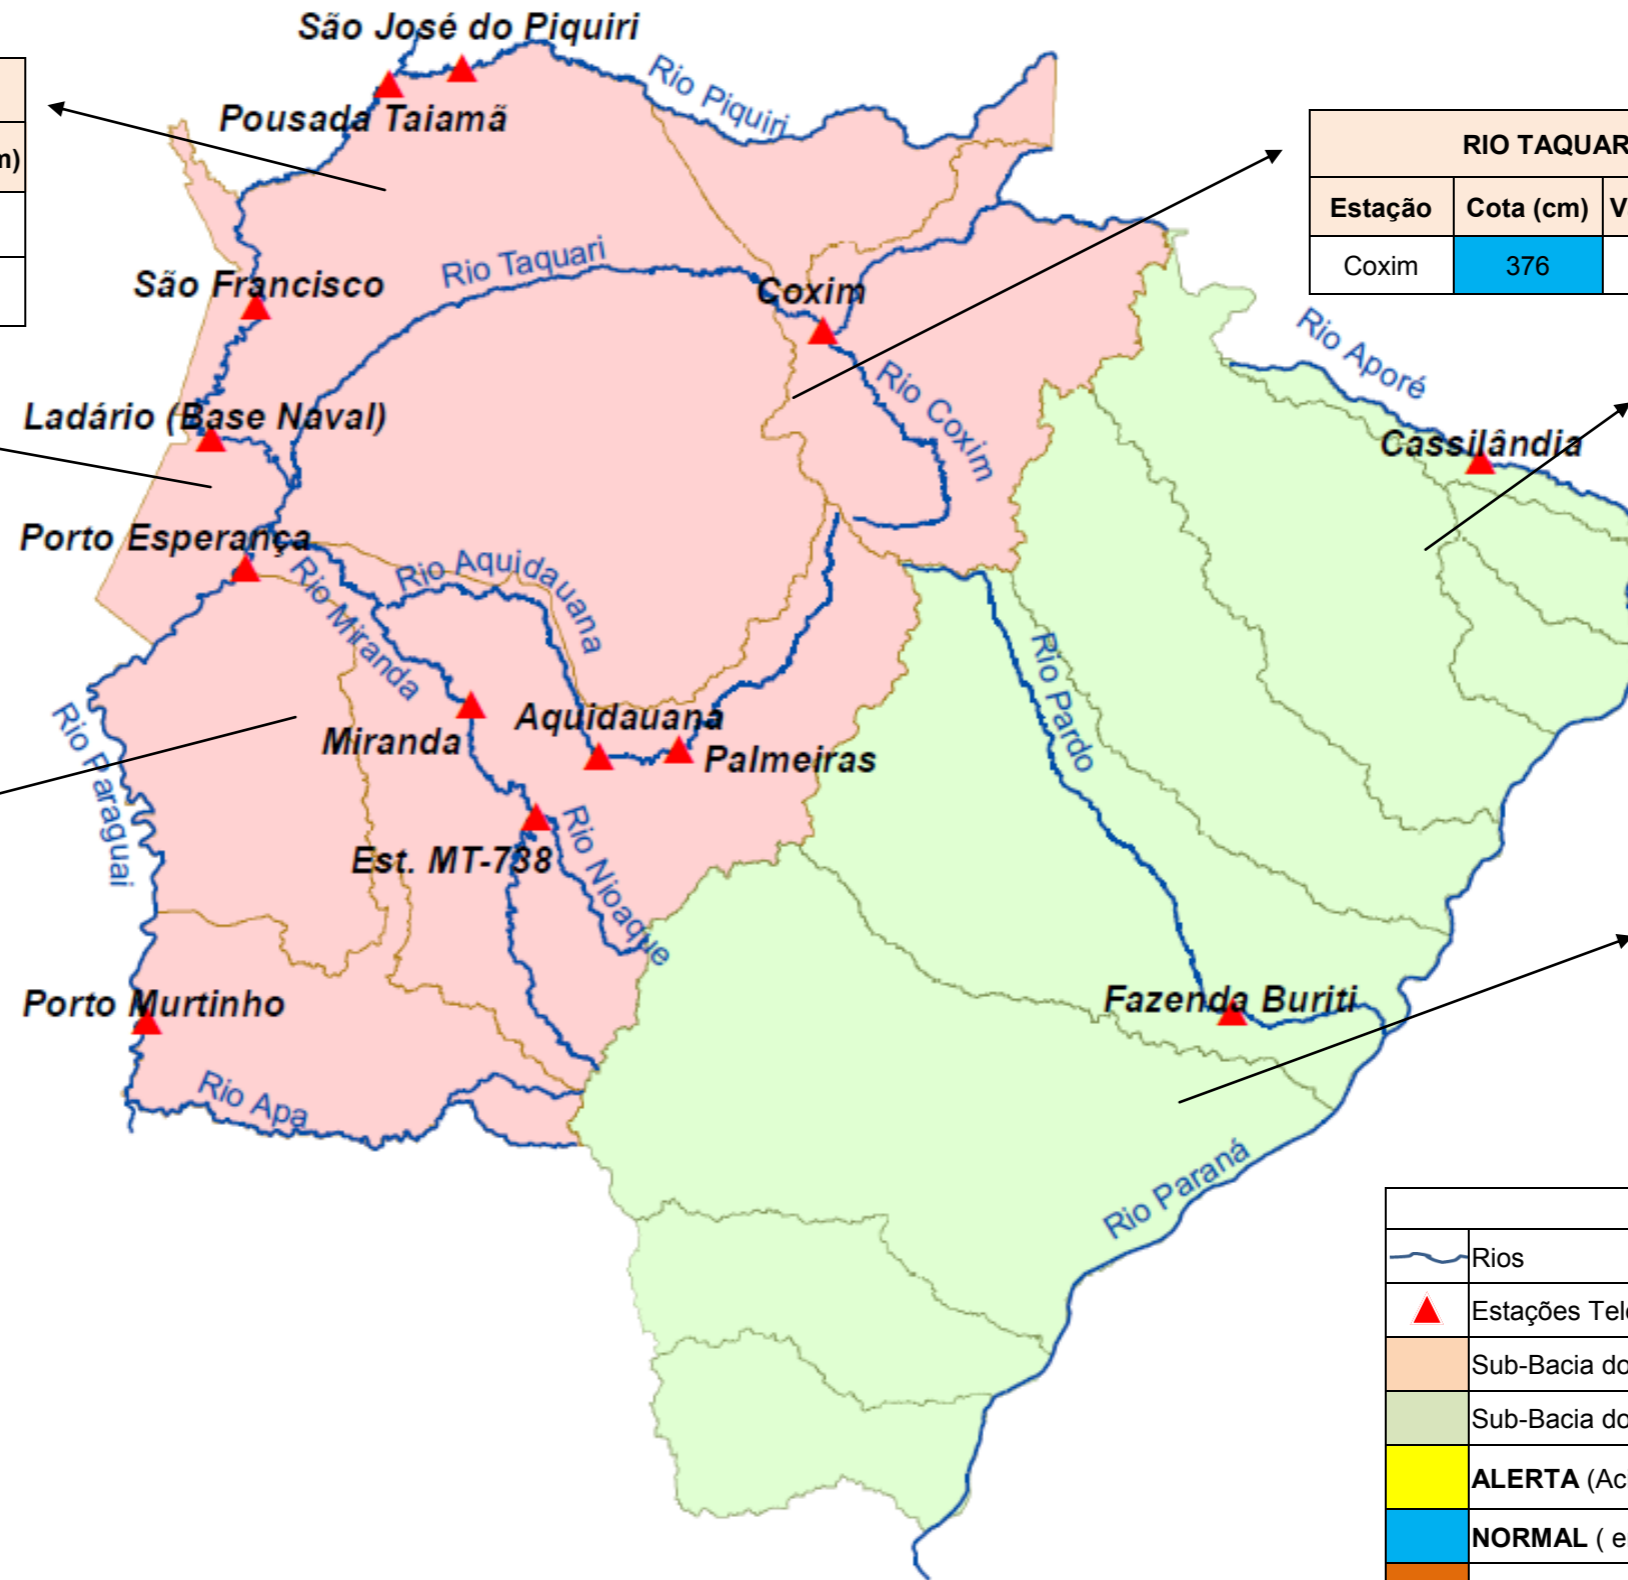 São José do Piquiri
Rio Piquiri
Pousada Taiamã
RIO TAQUAR
Estação Cota (cm) V
Coxim 376
Rio Taquari
São Francisco
Coxim
Rio Aporé
Rio Coxim
Ladário (Base Naval)
Cassilândia
Porto Esperança
Rio Aquidauana
Rio Miranda
Rio Pardo
Rio Paraguai
Miranda
Aquidauana
Palmeiras
Est. MT-738
Rio Nioaque
Porto Murtinho
Fazenda Buriti
Rio Apa
Rio Paraná
Rios
Estações Tel
Sub-Bacia do
Sub-Bacia do
ALERTA (Ac
NORMAL ( e